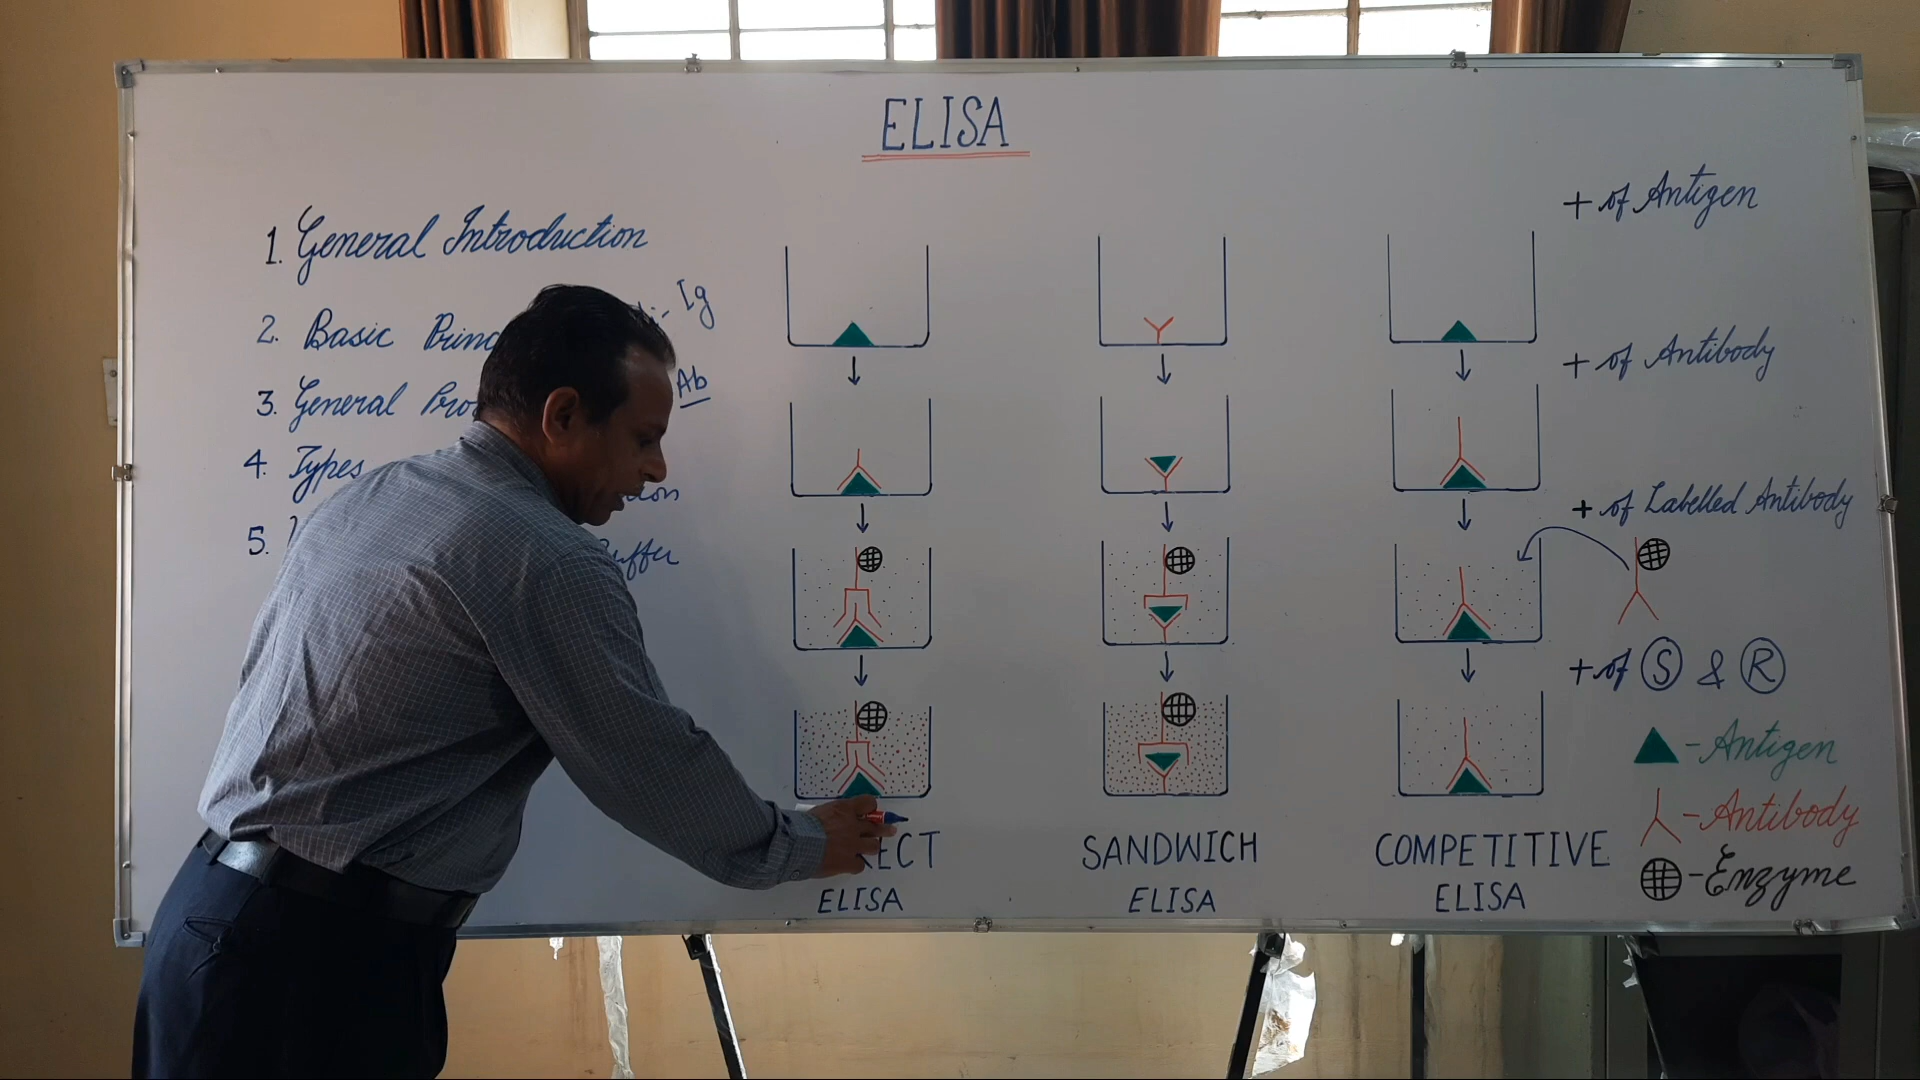 ELISA
1. General Introduction
2. Basic
Ig
3. General
Ab
4. Types
5.
+ of Antigen
+ of Antibody
+ of Labelled Antibody
+ of S & R
- Antigen
- Antibody
- Enzyme
ELISA
SANDWICH
ELISA
COMPETITIVE
ELISA